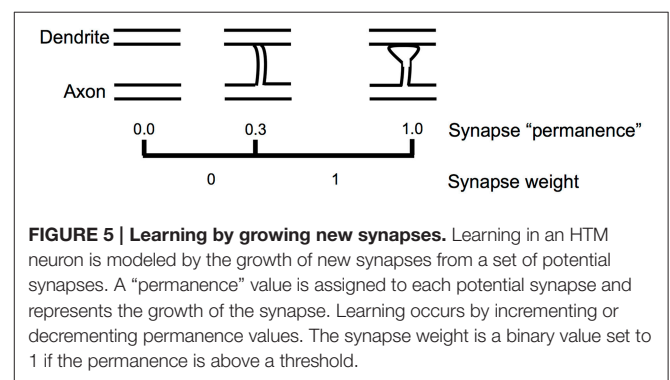 Dendrite
Axon
0.0 0.3 1.0 Synapse “permanence”
0 1 Synapse weight
FIGURE 5 | Learning by growing new synapses. Learning in an HTM
neuron is modeled by the growth of new synapses from a set of potential
synapses. A “permanence” value is assigned to each potential synapse and
represents the growth of the synapse. Learning occurs by incrementing or
decrementing permanence values. The synapse weight is a binary value set to
1 if the permanence is above a threshold.